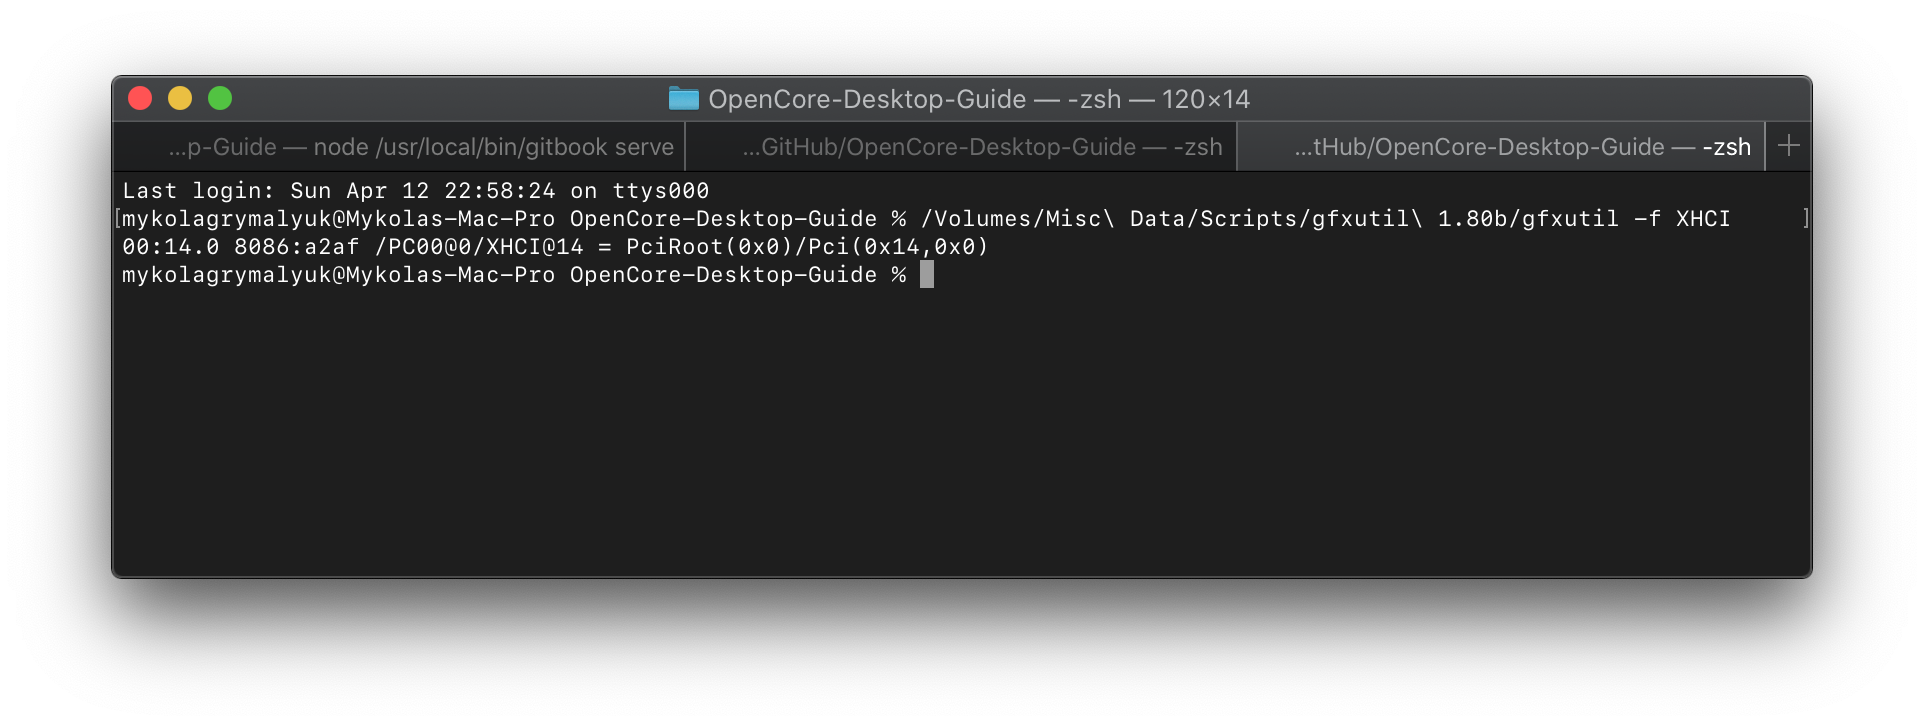 OpenCore-Desktop-Guide — -zsh — 120×14
...p-Guide — node /usr/local/bin/gitbook serve
...GitHub/OpenCore-Desktop-Guide — -zsh
...tHub/OpenCore-Desktop-Guide — -zsh
+
Last login: Sun Apr 12 22:58:24 on ttys000
[mykolagrymalyuk@Mykolas-Mac-Pro OpenCore-Desktop-Guide % /Volumes/Misc\ Data/Scripts/gfxutil\ 1.80b/gfxutil -f XHCI ]
00:14.0 8086:a2af /PC00@0/XHCI@14 = PciRoot(0x0)/Pci(0x14,0x0)
mykolagrymalyuk@Mykolas-Mac-Pro OpenCore-Desktop-Guide %